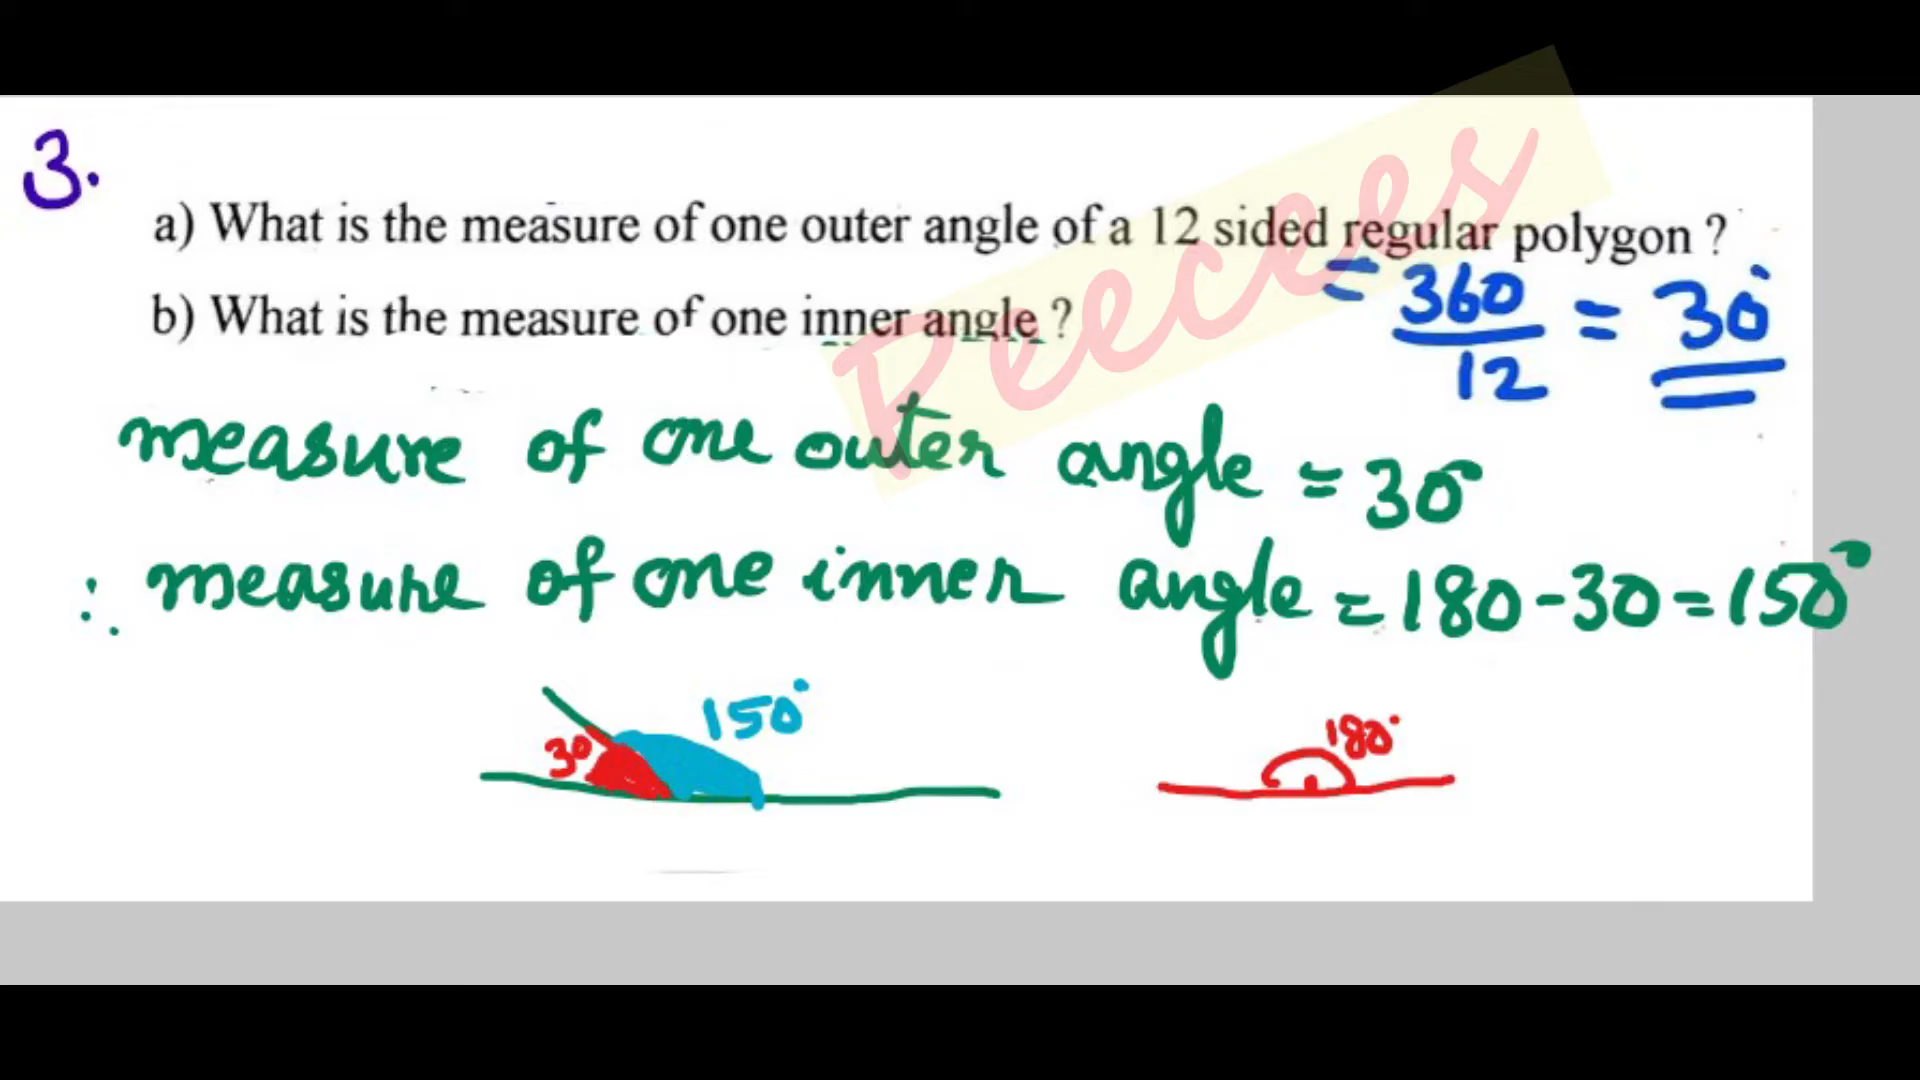 3.
a) What is the measure of one outer angle of a 12 sided regular polygon ?
= 360/12 = 30°
b) What is the measure of one inner angle ?
Peecees
measure of one outer angle = 30°
∴ measure of one inner angle = 180 - 30 = 150°
30 150°
180°